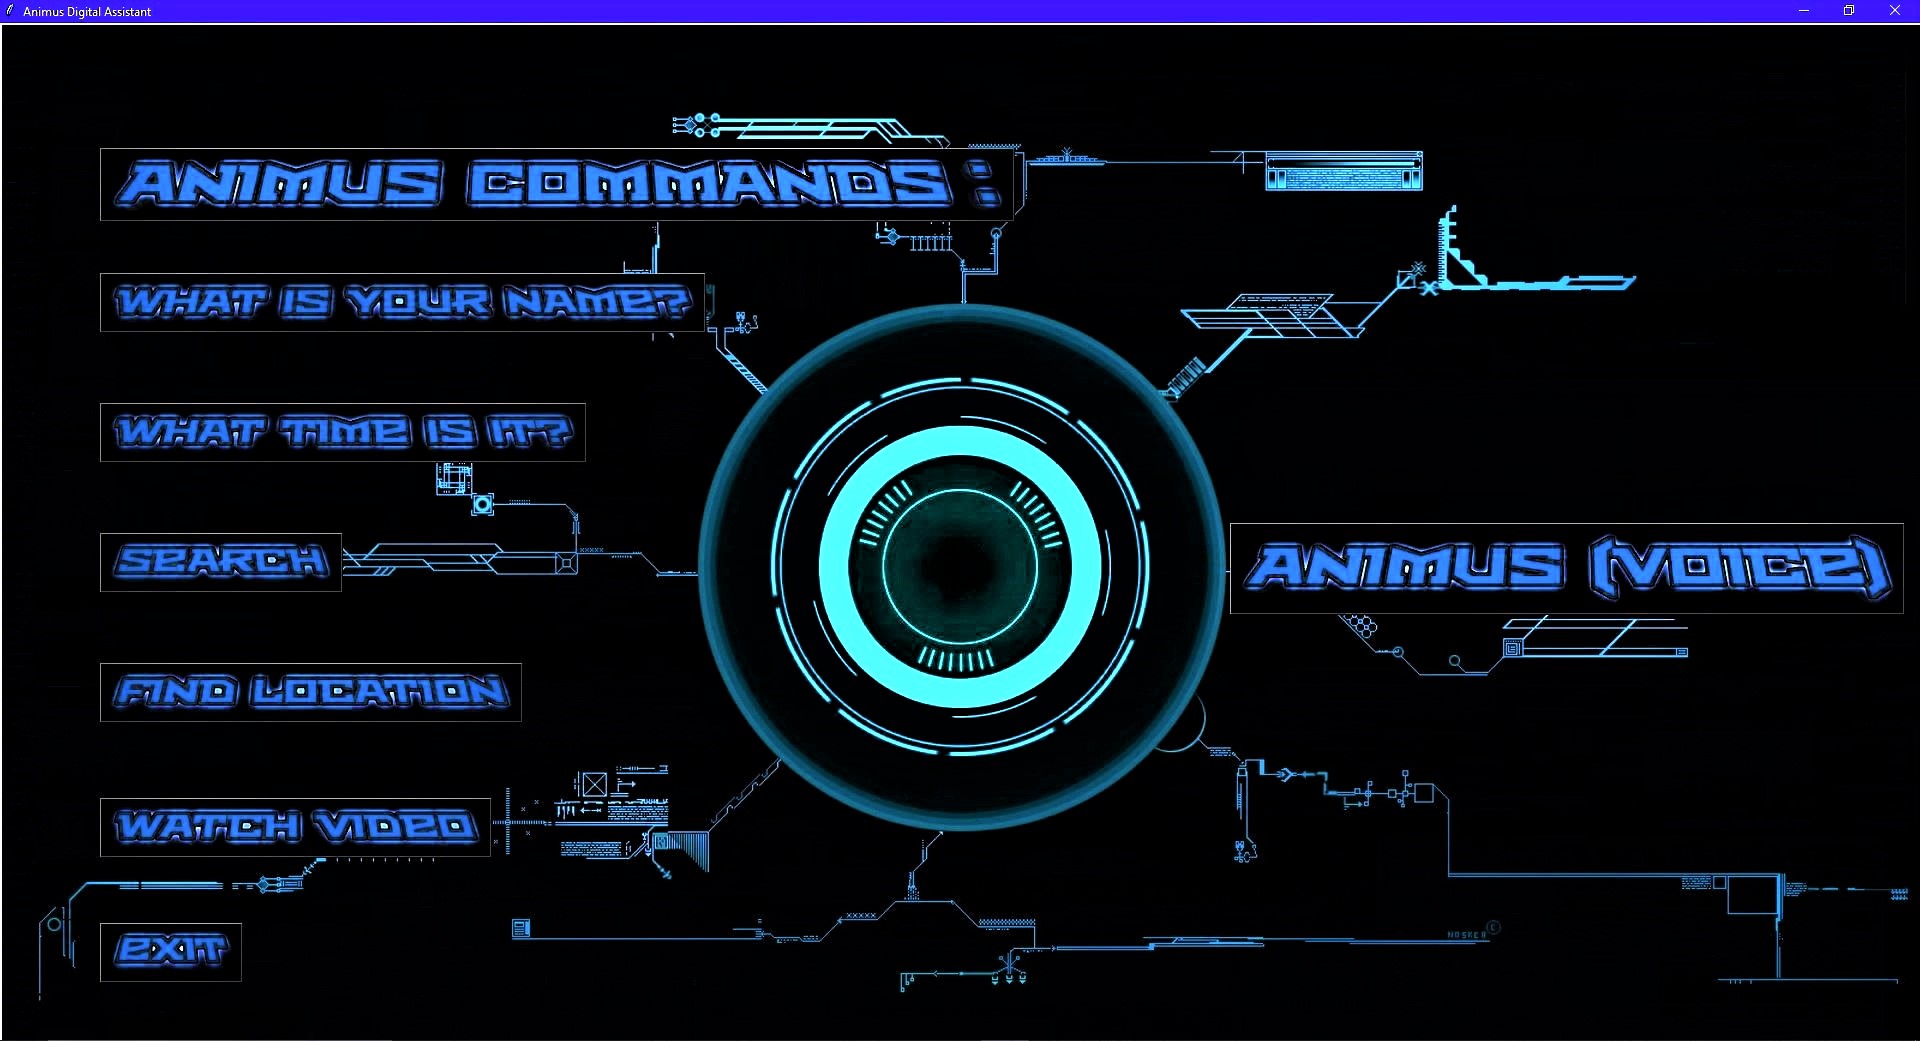 Animus Digital Assistant
ANIMUS COMMANDS :
WHAT IS YOUR NAME?
WHAT TIME IS IT?
SEARCH
ANIMUS (VOICE)
FIND LOCATION
WATCH VIDEO
EXIT